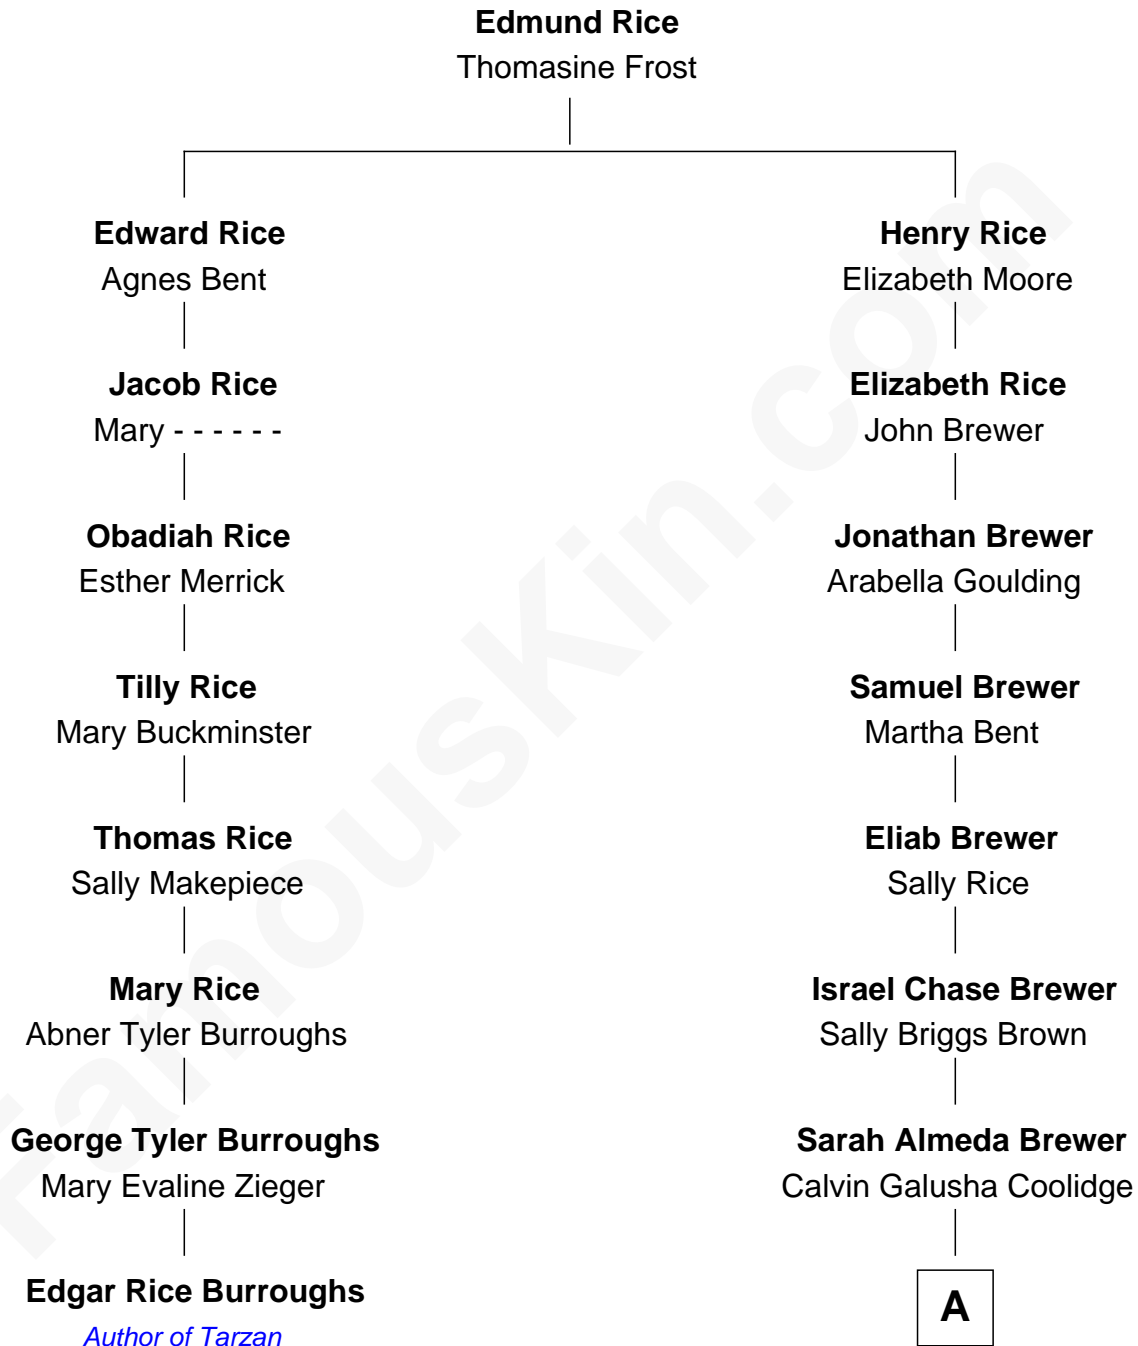 Edmund Rice
Thomasine Frost
Edward Rice
Agnes Bent
Henry Rice
Elizabeth Moore
Jacob Rice
Mary - - - - - -
Elizabeth Rice
John Brewer
Obadiah Rice
Esther Merrick
Jonathan Brewer
Arabella Goulding
Tilly Rice
Mary Buckminster
Samuel Brewer
Martha Bent
Thomas Rice
Sally Makepiece
Eliab Brewer
Sally Rice
Mary Rice
Abner Tyler Burroughs
Israel Chase Brewer
Sally Briggs Brown
George Tyler Burroughs
Mary Evaline Zieger
Sarah Almeda Brewer
Calvin Galusha Coolidge
Edgar Rice Burroughs
Author of Tarzan
A
FamousKin.com